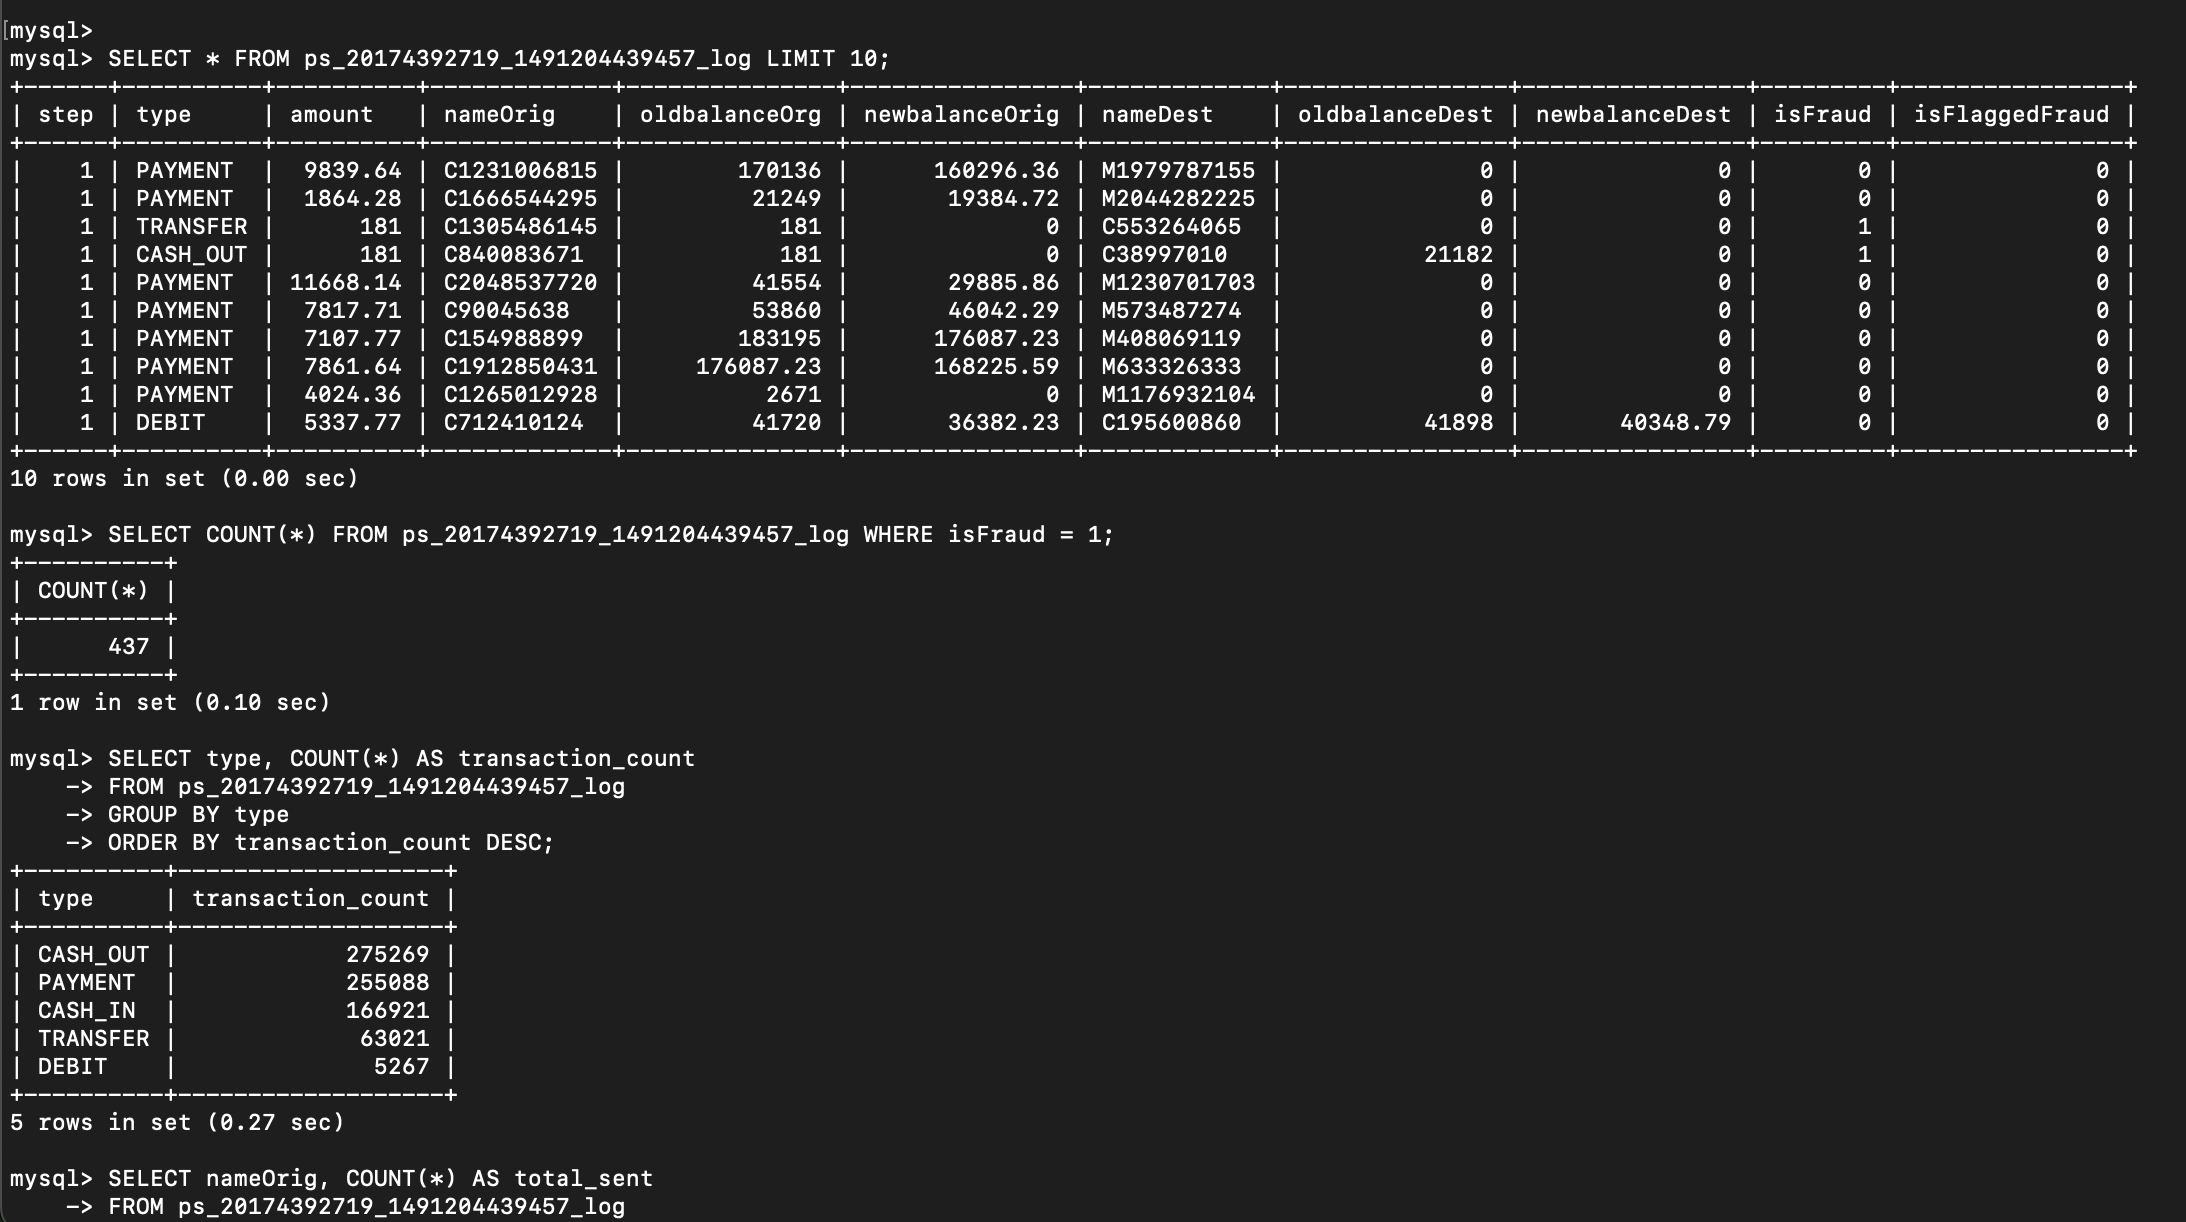 mysql>
mysql> SELECT * FROM ps_20174392719_1491204439457_log LIMIT 10;
+------+----------+----------+-------------+---------------+----------------+-------------+----------------+----------------+---------+----------------+
| step | type     | amount   | nameOrig    | oldbalanceOrg | newbalanceOrig | nameDest    | oldbalanceDest | newbalanceDest | isFraud | isFlaggedFraud |
+------+----------+----------+-------------+---------------+----------------+-------------+----------------+----------------+---------+----------------+
|    1 | PAYMENT  |  9839.64 | C1231006815 |        170136 |      160296.36 | M1979787155 |              0 |              0 |       0 |              0 |
|    1 | PAYMENT  |  1864.28 | C1666544295 |         21249 |       19384.72 | M2044282225 |              0 |              0 |       0 |              0 |
|    1 | TRANSFER |      181 | C1305486145 |           181 |              0 | C553264065  |              0 |              0 |       1 |              0 |
|    1 | CASH_OUT |      181 | C840083671  |           181 |              0 | C38997010   |          21182 |              0 |       1 |              0 |
|    1 | PAYMENT  | 11668.14 | C2048537720 |         41554 |       29885.86 | M1230701703 |              0 |              0 |       0 |              0 |
|    1 | PAYMENT  |  7817.71 | C90045638   |         53860 |       46042.29 | M573487274  |              0 |              0 |       0 |              0 |
|    1 | PAYMENT  |  7107.77 | C154988899  |        183195 |      176087.23 | M408069119  |              0 |              0 |       0 |              0 |
|    1 | PAYMENT  |  7861.64 | C1912850431 |     176087.23 |      168225.59 | M633326333  |              0 |              0 |       0 |              0 |
|    1 | PAYMENT  |  4024.36 | C1265012928 |          2671 |              0 | M1176932104 |              0 |              0 |       0 |              0 |
|    1 | DEBIT    |  5337.77 | C712410124  |         41720 |       36382.23 | C195600860  |          41898 |       40348.79 |       0 |              0 |
+------+----------+----------+-------------+---------------+----------------+-------------+----------------+----------------+---------+----------------+
10 rows in set (0.00 sec)
mysql> SELECT COUNT(*) FROM ps_20174392719_1491204439457_log WHERE isFraud = 1;
+----------+
| COUNT(*) |
+----------+
|      437 |
+----------+
1 row in set (0.10 sec)
mysql> SELECT type, COUNT(*) AS transaction_count
    -> FROM ps_20174392719_1491204439457_log
    -> GROUP BY type
    -> ORDER BY transaction_count DESC;
+----------+-------------------+
| type     | transaction_count |
+----------+-------------------+
| CASH_OUT |            275269 |
| PAYMENT  |            255088 |
| CASH_IN  |            166921 |
| TRANSFER |             63021 |
| DEBIT    |              5267 |
+----------+-------------------+
5 rows in set (0.27 sec)
mysql> SELECT nameOrig, COUNT(*) AS total_sent
    -> FROM ps_20174392719_1491204439457_log